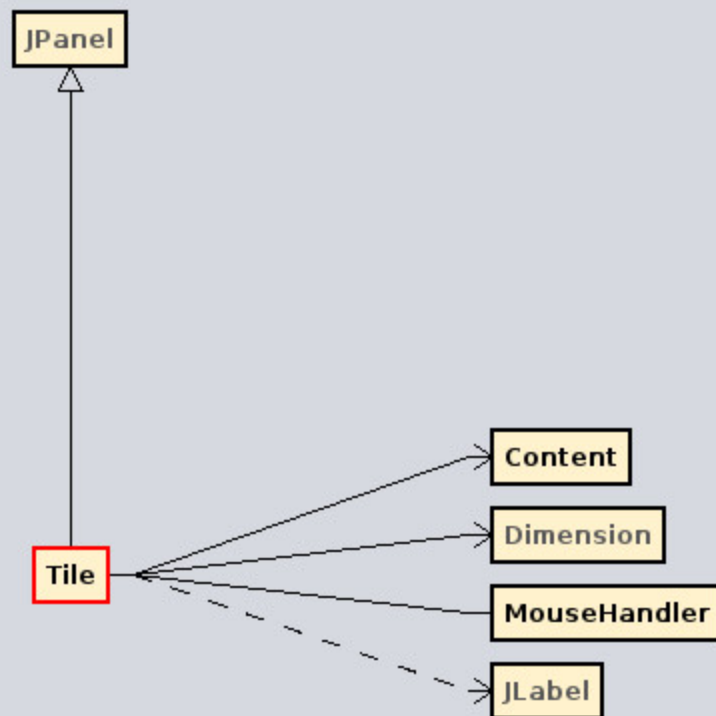 JPanel
Content
Dimension
Tile
MouseHandler
JLabel